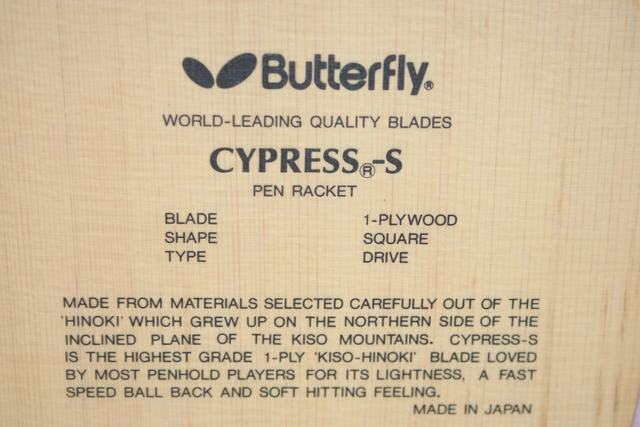 Butterfly®
WORLD-LEADING QUALITY BLADES
CYPRESS®-S
PEN RACKET
BLADE 1-PLYWOOD
SHAPE SQUARE
TYPE DRIVE
MADE FROM MATERIALS SELECTED CAREFULLY OUT OF THE
'HINOKI' WHICH GREW UP ON THE NORTHERN SIDE OF THE
INCLINED PLANE OF THE KISO MOUNTAINS. CYPRESS-S
IS THE HIGHEST GRADE 1-PLY 'KISO-HINOKI' BLADE LOVED
BY MOST PENHOLD PLAYERS FOR ITS LIGHTNESS, A FAST
SPEED BALL BACK AND SOFT HITTING FEELING.
MADE IN JAPAN